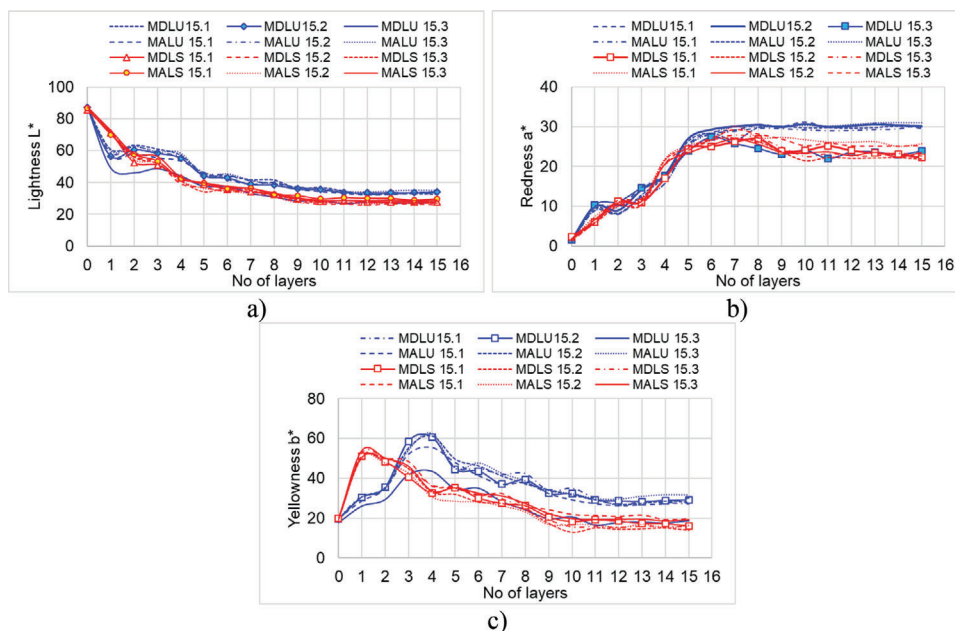 a)
MDLU15.1 MDLU15.2 MDLU 15.3
MALU 15.1 MALU 15.2 MALU 15.3
MDLS 15.1 MDLS 15.2 MDLS 15.3
MALS 15.1 MALS 15.2 MALS 15.3
Lightness L*
100
80
60
40
20
0
0 1 2 3 4 5 6 7 8 9 10 11 12 13 14 15 16
No of layers
a)
MDLU 15.1 MDLU15.2 MDLU 15.3
MALU 15.1 MALU 15.2 MALU 15.3
MDLS 15.1 MDLS 15.2 MDLS 15.3
MALS 15.1 MALS 15.2 MALS 15.3
Redness a*
40
30
20
10
0
0 1 2 3 4 5 6 7 8 9 10 11 12 13 14 15 16
No of layers
b)
MDLU15.1 MDLU15.2 MDLU 15.3
MALU 15.1 MALU 15.2 MALU 15.3
MDLS 15.1 MDLS 15.2 MDLS 15.3
MALS 15.1 MALS 15.2 MALS 15.3
Yellowness b*
80
60
40
20
0
0 1 2 3 4 5 6 7 8 9 10 11 12 13 14 15 16
No of layers
c)